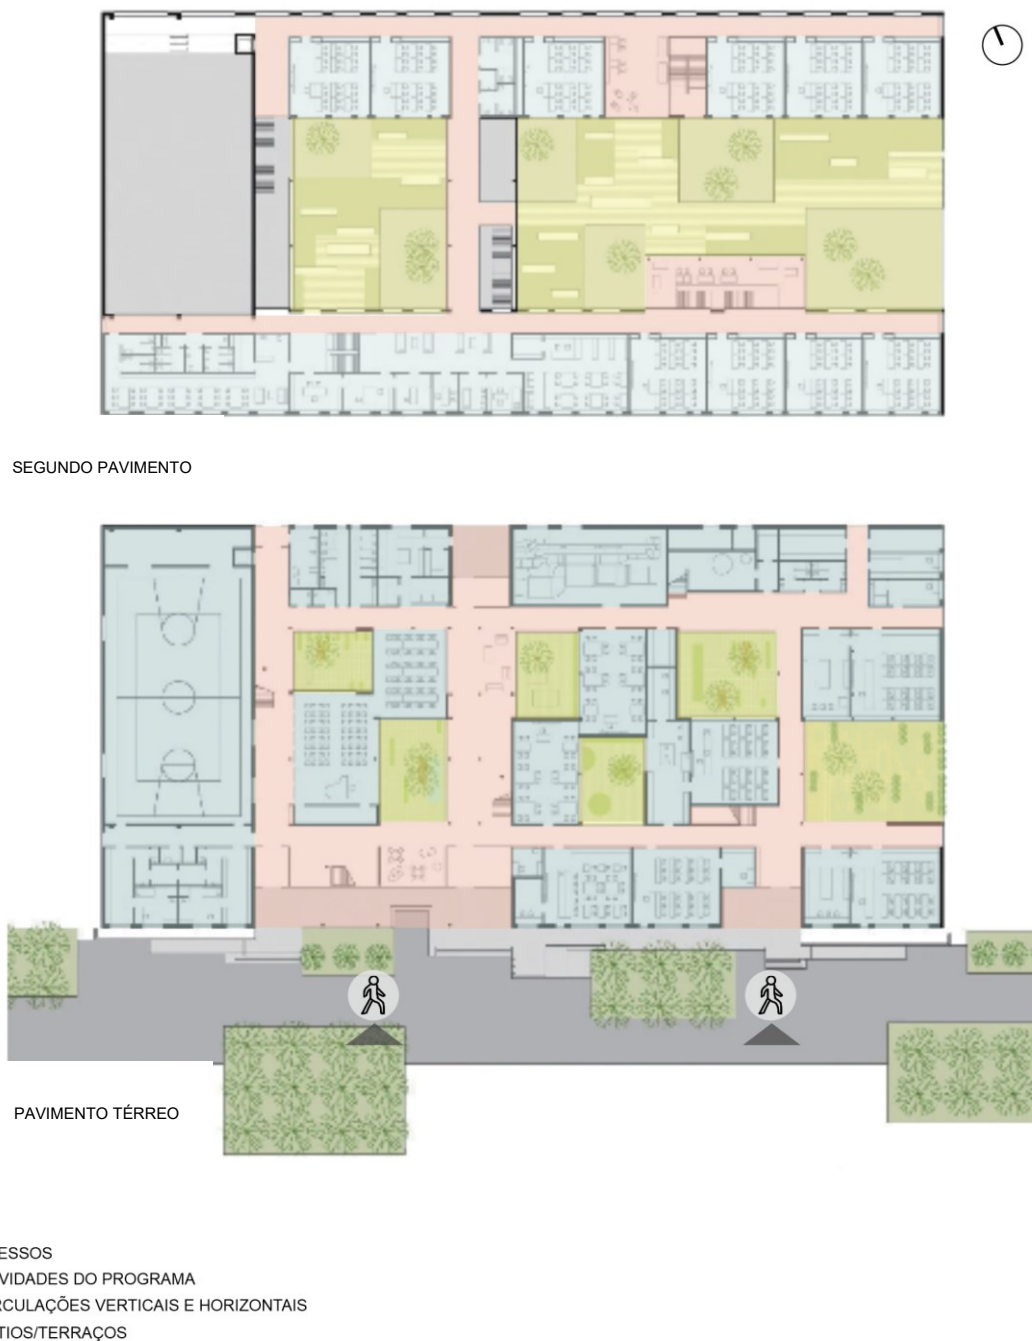 SEGUNDO PAVIMENTO
PAVIMENTO TÉRREO
ESSOS
VIDADES DO PROGRAMA
RCULAÇÕES VERTICAIS E HORIZONTAIS
TIOS/TERRAÇOS